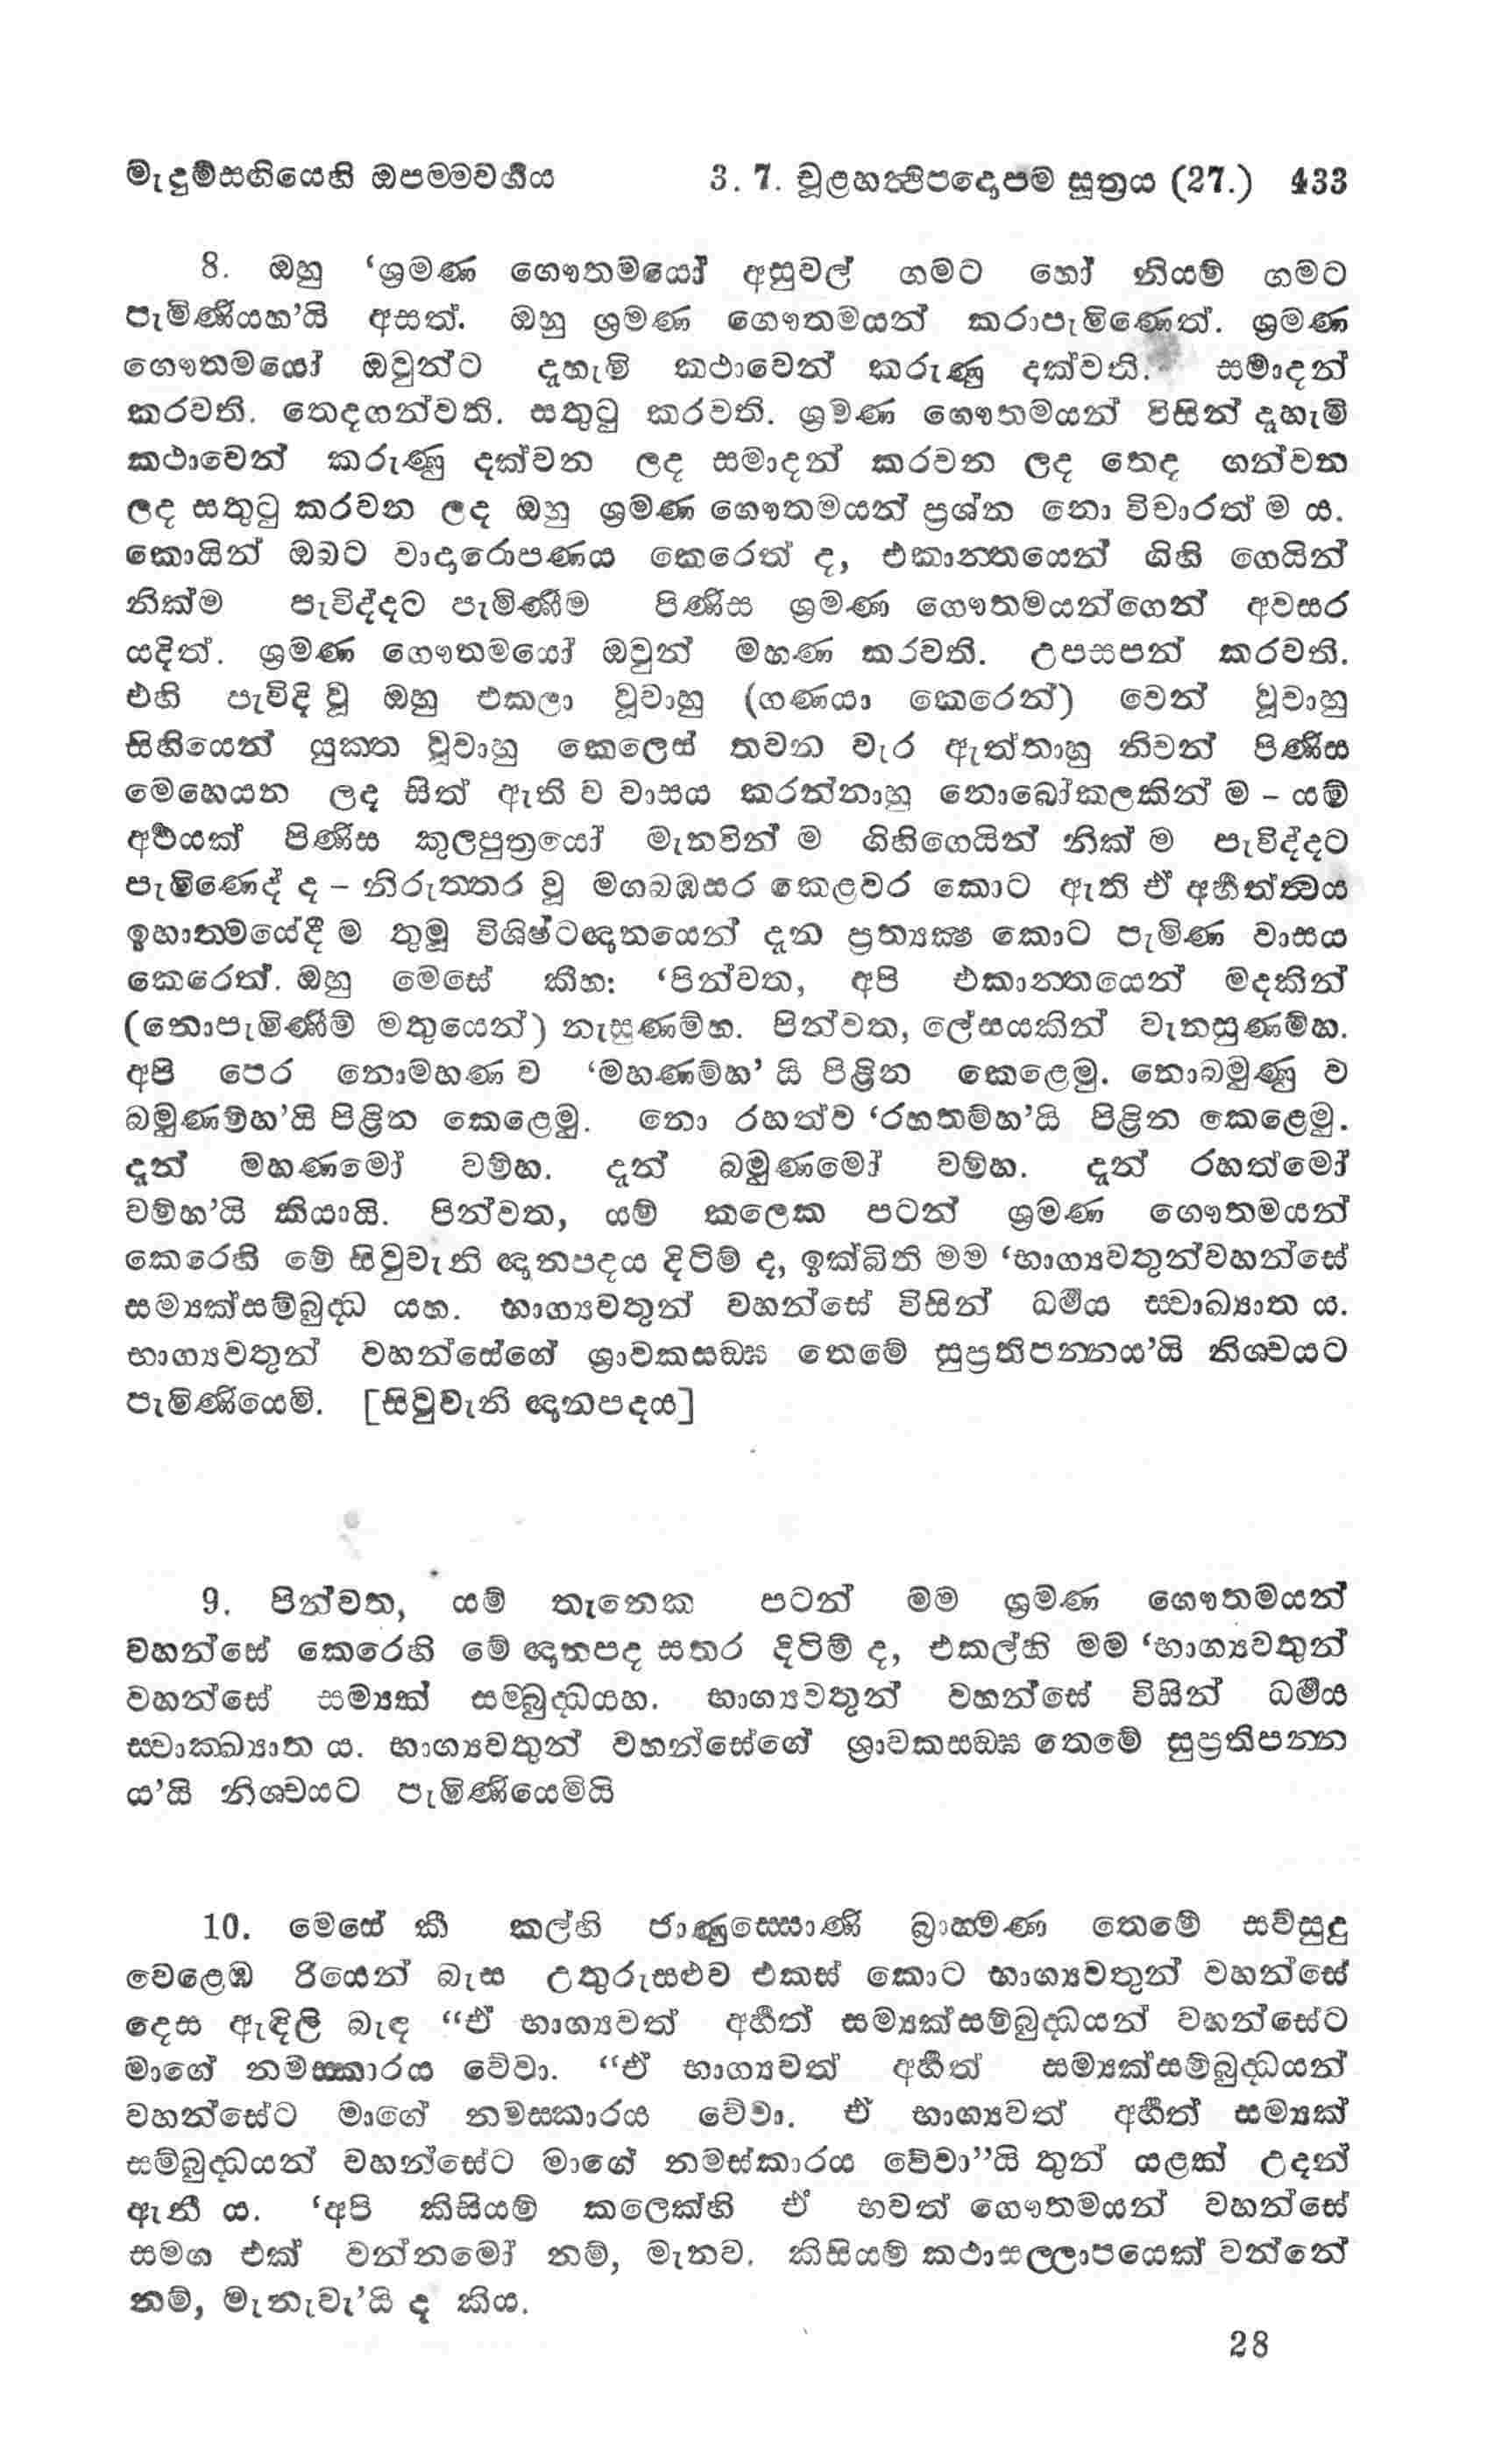 මැදුම්සඟියෙහි ඔපම්මවර්‍ගය 3. 7. චූළහත්‍ථිපදොපම සූත්‍රය (27.) 433
8. ඔහු ‘ශ්‍රමණ ගෞතමයෝ අසුවල් ගමට හෝ නියම් ගමට
පැමිණියහ’යි අසත්. ඔහු ශ්‍රමණ ගෞතමයන් කරාපැමිණෙත්. ශ්‍රමණ
ගෞතමයෝ ඔවුන්ට දැහැමි කථාවෙන් කරුණු දක්වති. සමාදන්
කරවති. තෙදගන්වති. සතුටු කරවති. ශ්‍රමණ ගෞතමයන් විසින් දැහැමි
කථාවෙන් කරුණු දක්වන ලද සමාදන් කරවන ලද තෙද ගන්වන
ලද සතුටු කරවන ලද ඔහු ශ්‍රමණ ගෞතමයන් ප්‍රශ්න නො විචාරත් ම ය.
කොයින් ඔබට වාදාරොපණය කෙරෙත් ද, එකාන්තයෙන් ගිහි ගෙයින්
නික්ම පැවිද්දට පැමිණීම පිණිස ශ්‍රමණ ගෞතමයන්ගෙන් අවසර
යදිත්. ශ්‍රමණ ගෞතමයෝ ඔවුන් මහණ කරවති. උපසපන් කරවති.
එහි පැවිදි වූ ඔහු එකලා වූවාහු (ගණයා කෙරෙන්) වෙන් වූවාහු
සිහියෙන් යුක්ත වූවාහු කෙලෙස් තවන වැර ඇත්තාහු නිවන් පිණිස
මෙහෙයන ලද සිත් ඇති ව වාසය කරන්නාහු නොබෝකලකින් ම – යම්
අර්‍ථයක් පිණිස කුලපුත්‍රයෝ මැනවින් ම ගිහිගෙයින් නික් ම පැවිද්දට
පැමිණෙද් ද – නිරුත්තර වූ මගබඹසර කෙළවර කොට ඇති ඒ අර්‍හත්ත්‍වය
ඉහාත්මයේදී ම තුමූ විශිෂ්ටඥානයෙන් දැන ප්‍රත්‍යක්‍ෂ කොට පැමිණ වාසය
කෙරෙත්. ඔහු මෙසේ කීහ: ‘පින්වත, අපි එකාන්තයෙන් මදකින්
(නොපැමිණීම් මතුයෙන්) නැසුණම්හ. පින්වත, ලේසයකින් වැනසුණම්හ.
අපි පෙර නොමහණ ව ‘මහණම්හ’ යි පිළින කෙළෙමු. නොබමුණු ව
බමුණම්හ’යි පිළින කෙළෙමු. නො රහත්ව ‘රහතම්හ’යි පිළින කෙළෙමු.
දැන් මහණමෝ වම්හ. දැන් බමුණමෝ වම්හ. දැන් රහත්මෝ
වම්හ’යි කියායි. පින්වත, යම් කලෙක පටන් ශ්‍රමණ ගෞතමයන්
කෙරෙහි මේ සිවුවැනි ඥානපදය දිටිම් ද, ඉක්බිති මම ‘භාග්‍යවතුන්වහන්සේ
සම්‍යක්සම්බුද්ධ යහ. භාග්‍යවතුන් වහන්සේ විසින් ධර්‍මය ස්වාඛ්‍යාත ය.
භාග්‍යවතුන් වහන්සේගේ ශ්‍රාවකසඞ්ඝ තෙමේ සුප්‍රතිපන්නය’යි නිශ්චයට
පැමිණියෙමි. [සිවුවැනි ඥානපදය]
9. පින්වත, යම් තැනෙක පටන් මම ශ්‍රමණ ගෞතමයන්
වහන්සේ කෙරෙහි මේ ඥානපද සතර දිටිම් ද, එකල්හි මම ‘භාග්‍යවතුන්
වහන්සේ සම්‍යක් සම්බුද්ධයහ. භාග්‍යවතුන් වහන්සේ විසින් ධර්‍මය
ස්වාක්ඛ්‍යාත ය. භාග්‍යවතුන් වහන්සේගේ ශ්‍රාවකසඞ්ඝ තෙමේ සුප්‍රතිපන්න
ය’යි නිශ්චයට පැමිණියෙමියි
10. මෙසේ කී කල්හි ජාණුස්සොණි බ්‍රාහ්මණ තෙමේ සව්සුදු
වෙළෙඹ රියෙන් බැස උතුරුසළුව එකස් කොට භාග්‍යවතුන් වහන්සේ
දෙස ඇඳිලි බැඳ “ඒ භාග්‍යවත් අර්‍හත් සම්‍යක්සම්බුද්ධයන් වහන්සේට
මාගේ නමස්කාරය වේවා. “ඒ භාග්‍යවත් අර්‍හත් සම්‍යක්සම්බුද්ධයන්
වහන්සේට මාගේ නමස්කාරය වේවා. ඒ භාග්‍යවත් අර්‍හත් සම්‍යක්
සම්බුද්ධයන් වහන්සේට මාගේ නමස්කාරය වේවා”යි තුන් යළක් උදන්
ඇනී ය. ‘අපි කිසියම් කලෙක්හි ඒ භවත් ගෞතමයන් වහන්සේ
සමග එක් වන්නමෝ නම්, මැනව. කිසියම් කථාසල්ලාපයෙක් වන්නේ
නම්, මැනැවැ’යි ද කිය.
28